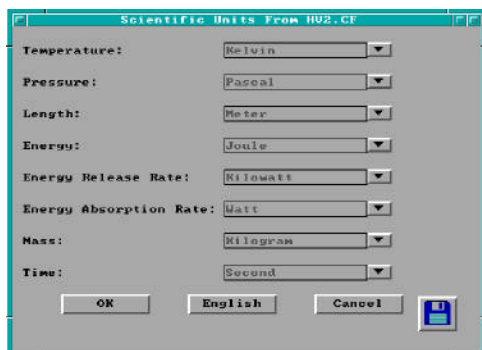 Scientific Units From HV2.CF
Temperature: Kelvin
Pressure: Pascal
Length: Meter
Energy: Joule
Energy Release Rate: Kilowatt
Energy Absorption Rate: Watt
Mass: Kilogram
Time: Second
OK English Cancel